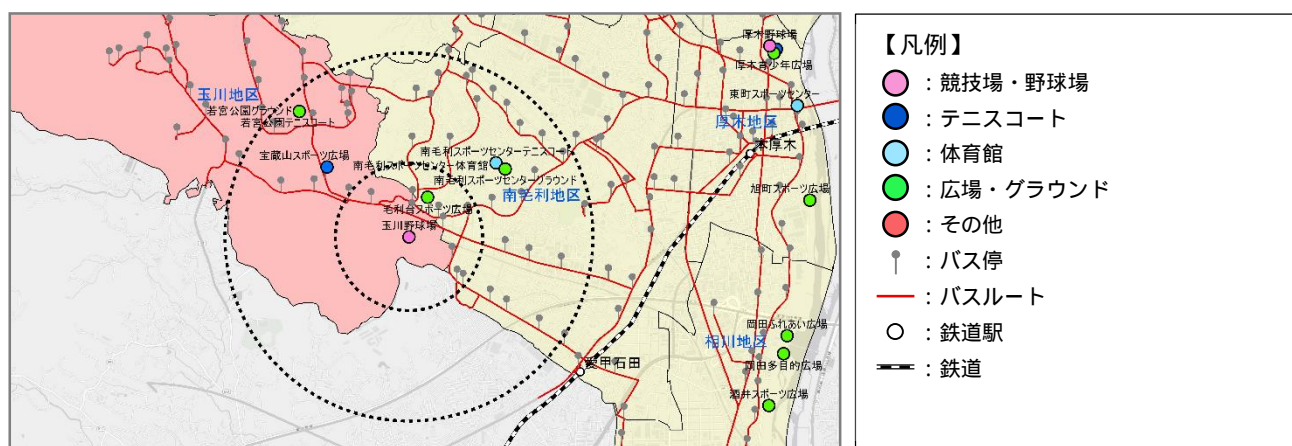 厚木野球場
厚木青少年広場
東町スポーツセンター
玉川地区
若宮公園グラウンド
若宮公園テニスコート
厚木地区
本厚木
宝蔵山スポーツ広場
南毛利スポーツセンターテニスコート
南毛利スポーツセンター体育館
南毛利スポーツセンターグラウンド
南毛利地区
旭町スポーツ広場
毛利台スポーツ広場
玉川野球場
岡田ふれあい広場
相川地区
岡田多目的広場
愛甲石田
酒井スポーツ広場
【凡例】
：競技場・野球場
：テニスコート
：体育館
：広場・グラウンド
：その他
：バス停
：バスルート
：鉄道駅
：鉄道